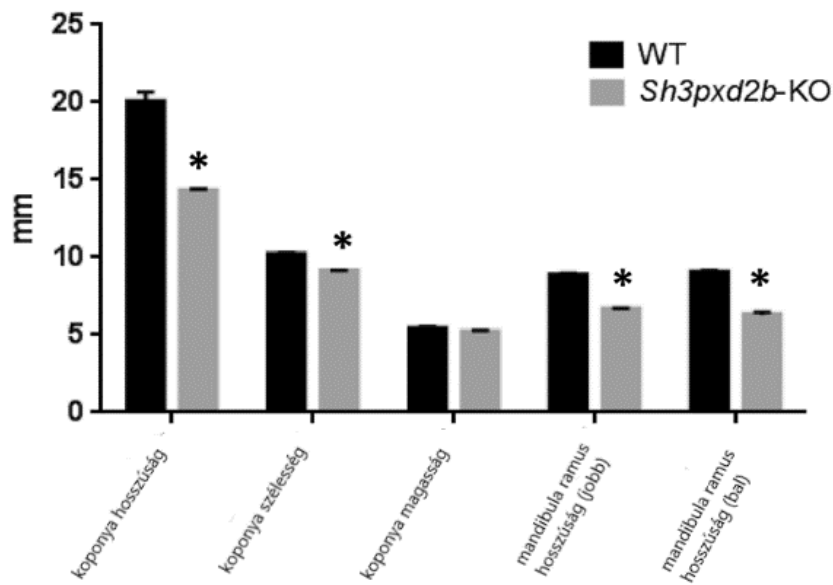 25
20
15
10
5
0
mm
WT
Sh3pxd2b-KO
*
*
*
*
koponya hosszúság
koponya szélesség
koponya magasság
mandibula ramus
hosszúság (jobb)
mandibula ramus
hosszúság (bal)